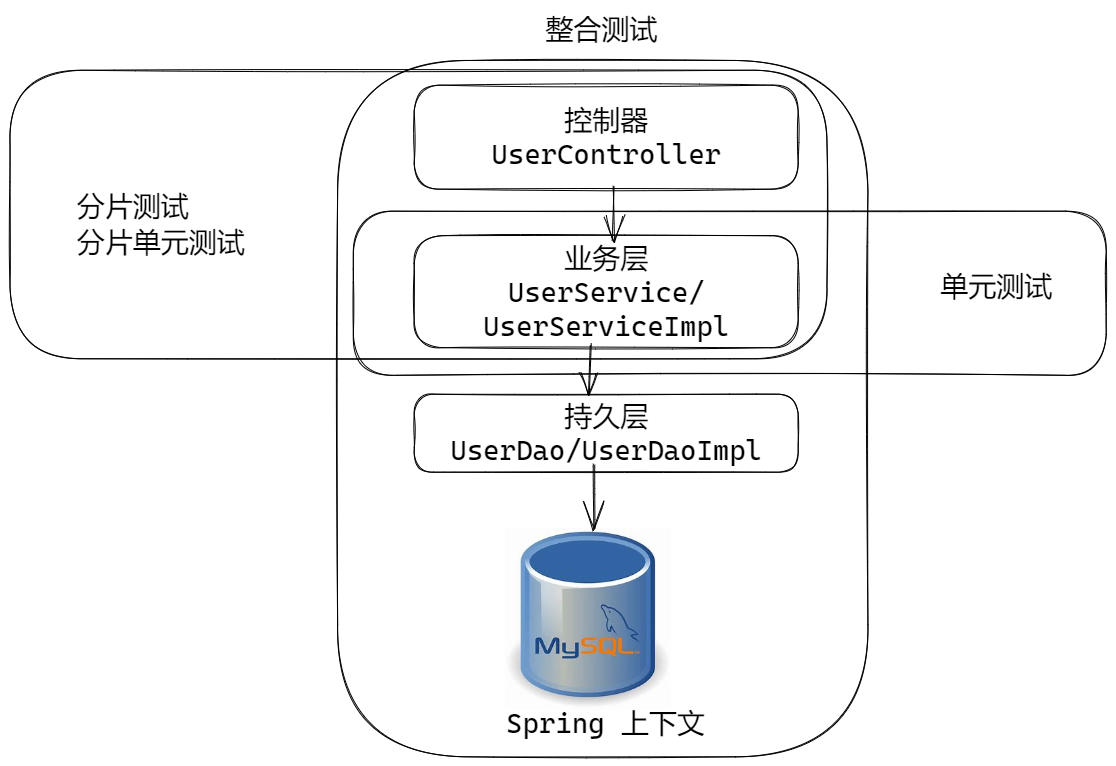 整合测试
控制器
UserController
分片测试
分片单元测试
业务层
UserService/
UserServiceImpl
单元测试
持久层
UserDao/UserDaoImpl
MySQL
Spring 上下文